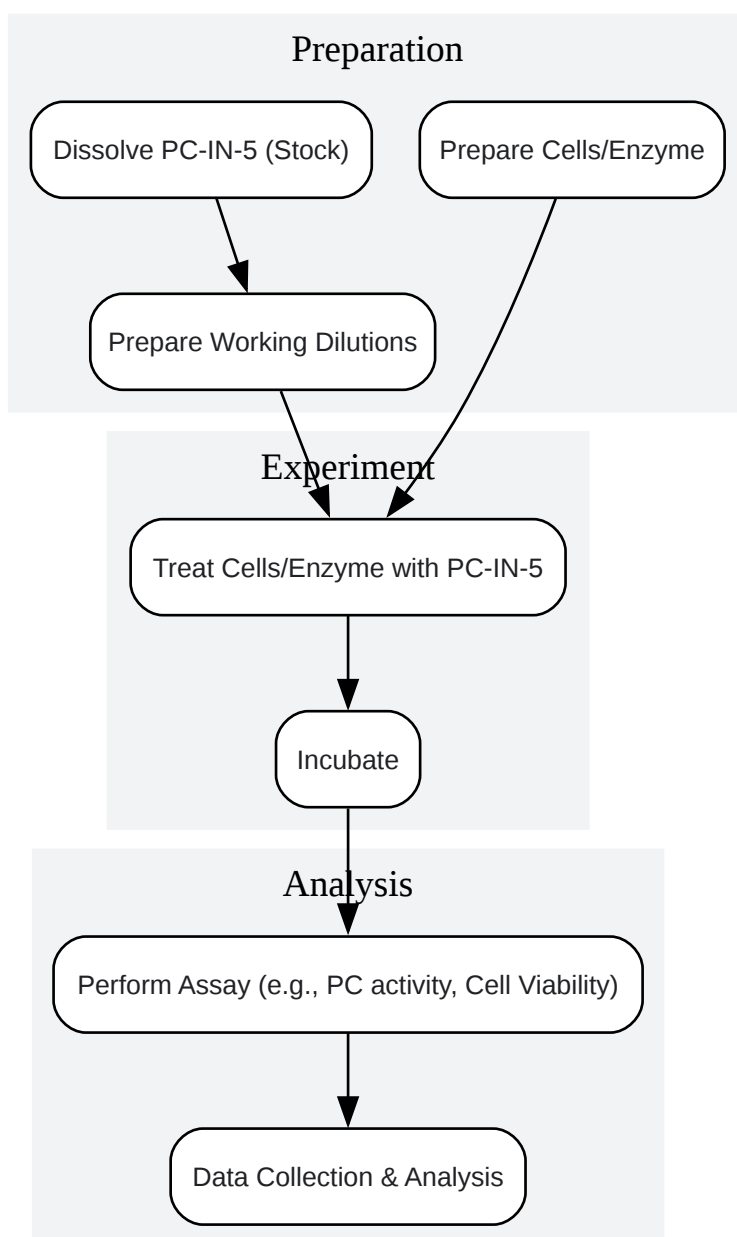 Preparation
Dissolve PC-IN-5 (Stock)
Prepare Cells/Enzyme
Prepare Working Dilutions
Experiment
Treat Cells/Enzyme with PC-IN-5
Incubate
Analysis
Perform Assay (e.g., PC activity, Cell Viability)
Data Collection & Analysis